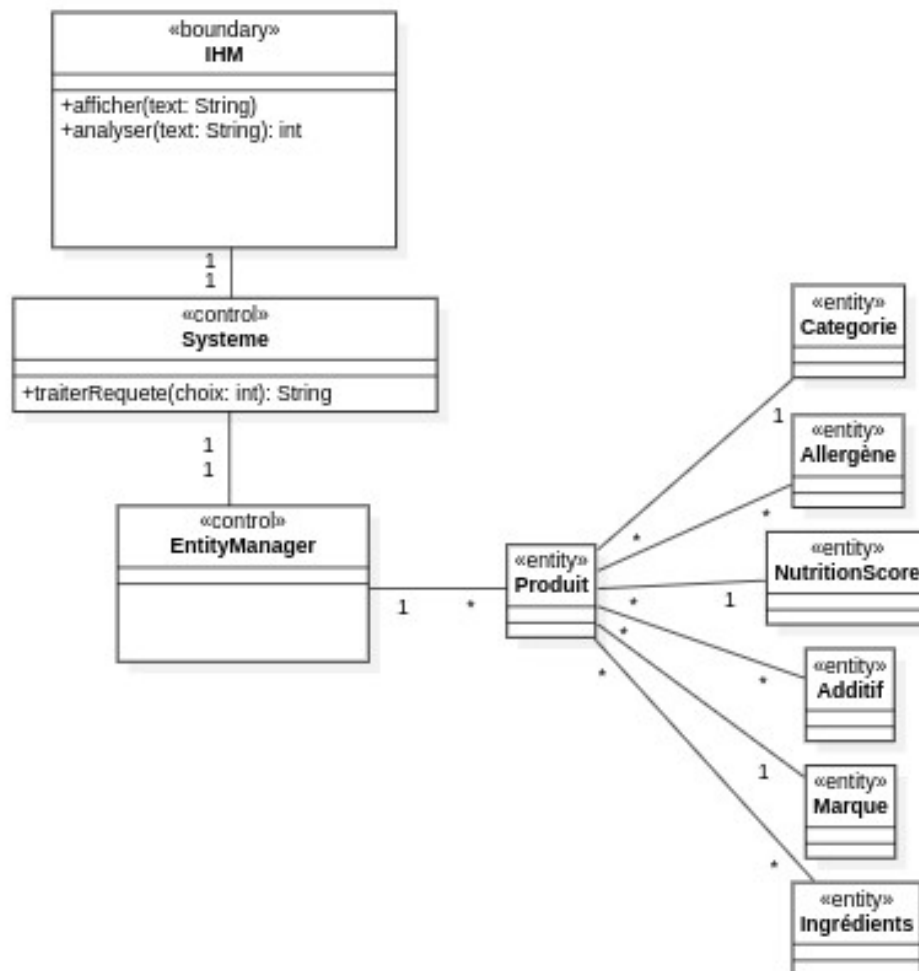 «boundary»
IHM
+afficher(text: String)
+analyser(text: String): int
1
1
«control»
Systeme
+traiterRequete(choix: int): String
1
1
«control»
EntityManager
1
*
«entity»
Produit
*
*
*
*
«entity»
Categorie
1
«entity»
Allergène
*
«entity»
NutritionScore
1
«entity»
Additif
*
«entity»
Marque
1
«entity»
Ingrédients
*